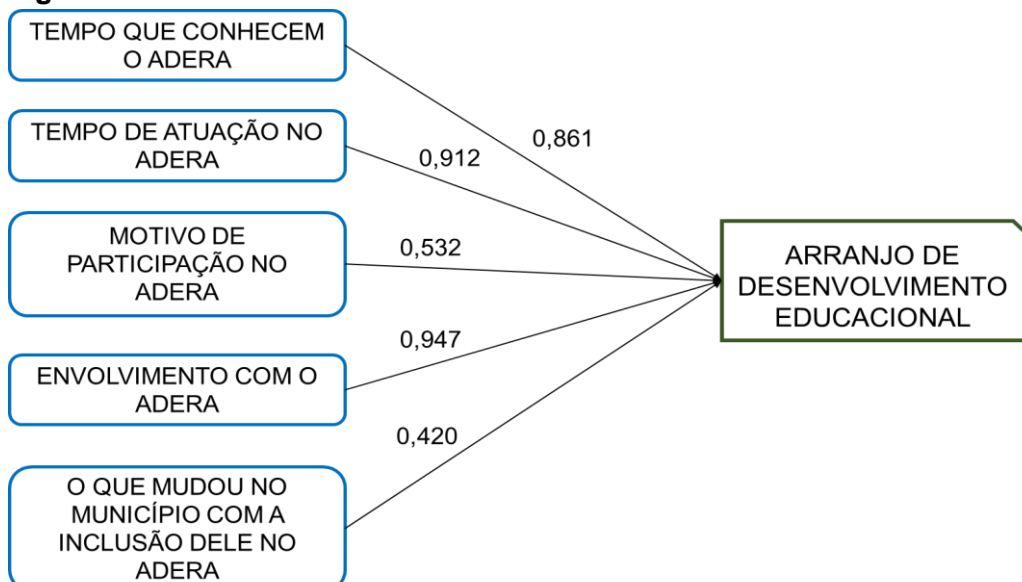 TEMPO QUE CONHECEM
O ADERA
0,861
TEMPO DE ATUAÇÃO NO
ADERA
0,912
MOTIVO DE
PARTICIPAÇÃO NO
ADERA
0,532
ARRANJO DE
DESENVOLVIMENTO
EDUCACIONAL
ENVOLVIMENTO COM O
ADERA
0,947
0,420
O QUE MUDOU NO
MUNICÍPIO COM A
INCLUSÃO DELE NO
ADERA